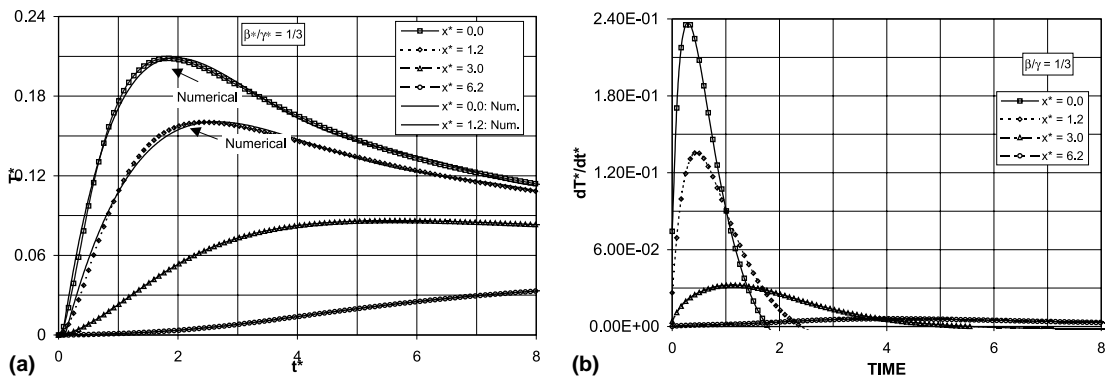 0.24
0.18
0.12
0.06
0
T*
β*/γ* = 1/3
x* = 0.0
x* = 1.2
x* = 3.0
x* = 6.2
x* = 0.0: Num.
x* = 1.2: Num.
Numerical
Numerical
0
2
4
6
8
t*
(a)
2.40E-01
1.80E-01
1.20E-01
6.00E-02
0.00E+00
dT*/dt*
β/γ = 1/3
x* = 0.0
x* = 1.2
x* = 3.0
x* = 6.2
0
2
4
6
8
TIME
(b)